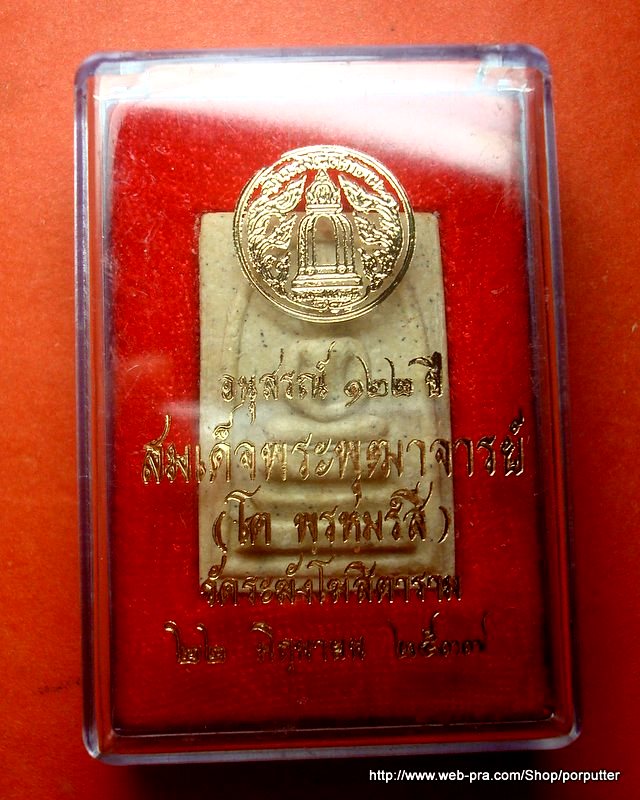 อนุสรณ์ ๑๒๒ ปี
สมเด็จพระพุฒาจารย์
(โต พฺรหฺมรํสี)
วัดระฆังโฆสิตาราม
๒๒ มิถุนายน ๒๕๓๗
http://www.web-pra.com/Shop/porputter